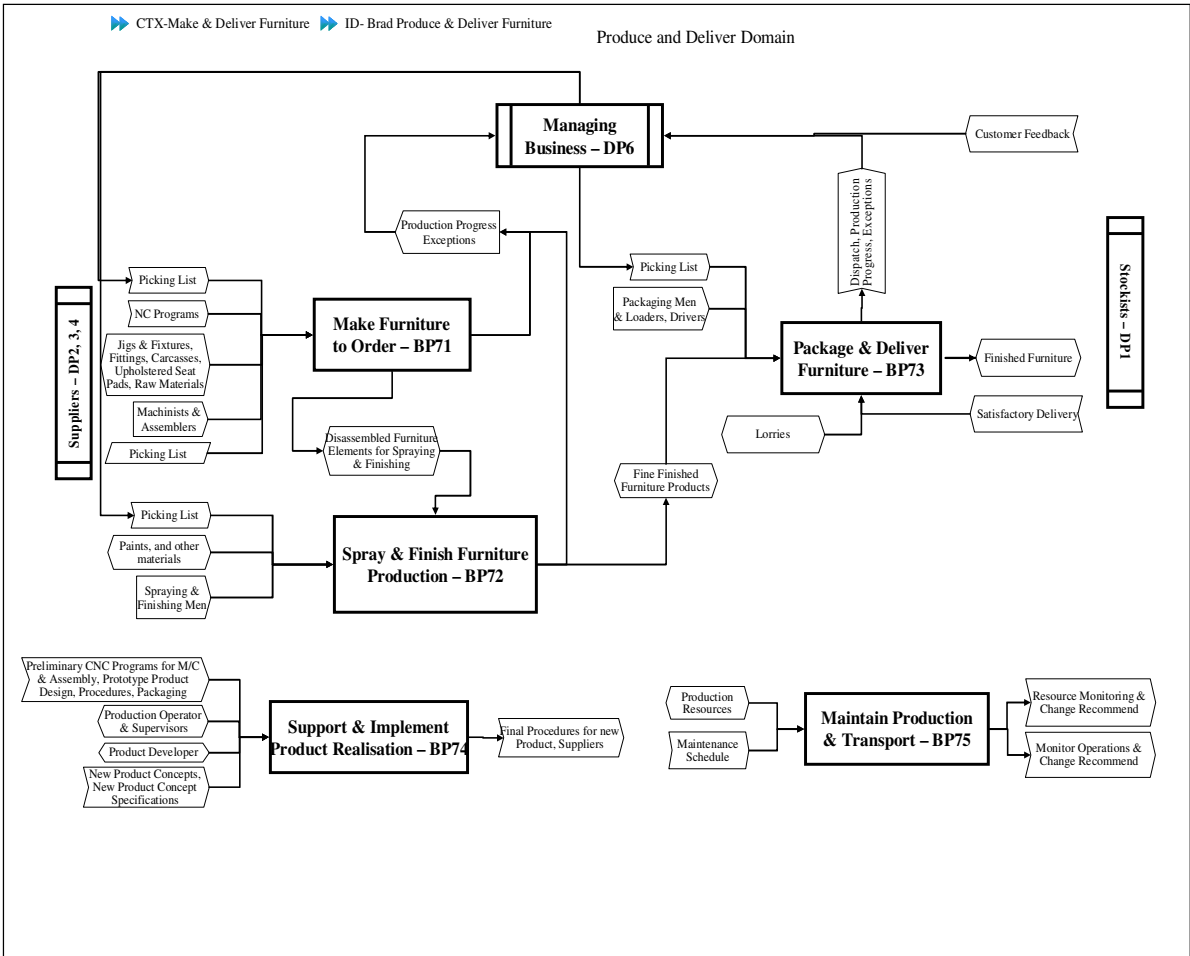 CTX-Make & Deliver Furniture
ID- Brad Produce & Deliver Furniture
Produce and Deliver Domain
Managing
Business – DP6
Customer Feedback
Production Progress
Exceptions
Dispatch, Production
Progress, Exceptions
Suppliers – DP2, 3, 4
Stockists – DP1
Picking List
NC Programs
Jigs & Fixtures,
Fittings, Carcasses,
Upholstered Seat
Pads, Raw Materials
Machinists &
Assemblers
Picking List
Make Furniture
to Order – BP71
Picking List
Packaging Men
& Loaders, Drivers
Package & Deliver
Furniture – BP73
Finished Furniture
Satisfactory Delivery
Lorries
Disassembled Furniture
Elements for Spraying
& Finishing
Fine Finished
Furniture Products
Picking List
Paints, and other
materials
Spraying &
Finishing Men
Spray & Finish Furniture
Production – BP72
Preliminary CNC Programs for M/C
& Assembly, Prototype Product
Design, Procedures, Packaging
Production Operator
& Supervisors
Product Developer
New Product Concepts,
New Product Concept
Specifications
Support & Implement
Product Realisation – BP74
Final Procedures for new
Product, Suppliers
Production
Resources
Maintenance
Schedule
Maintain Production
& Transport – BP75
Resource Monitoring &
Change Recommend
Monitor Operations &
Change Recommend